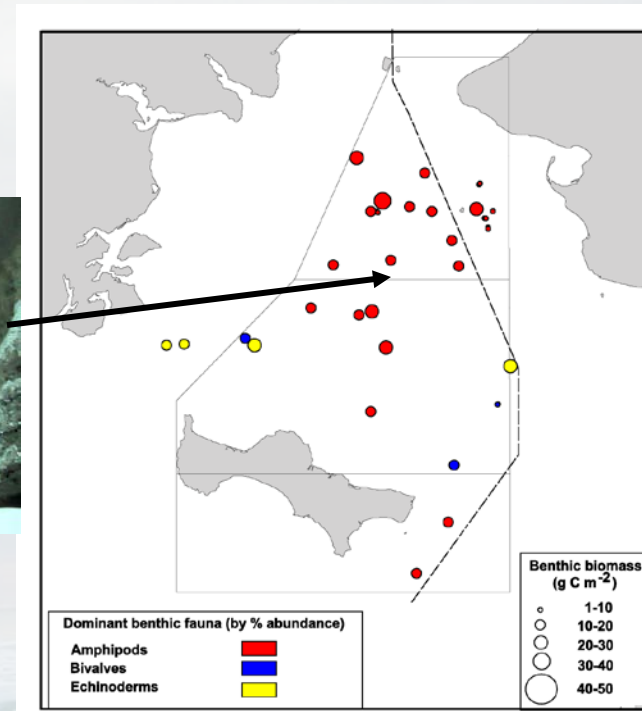 Dominant benthic fauna (by % abundance)
Amphipods
Bivalves
Echinoderms
Benthic biomass
(g C m⁻²)
1-10
10-20
20-30
30-40
40-50